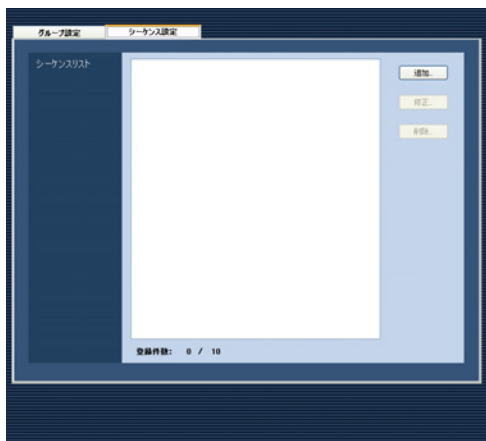 グループ設定
シーケンス設定
シーケンスリスト
追加...
修正...
削除...
登録件数: 0 / 10